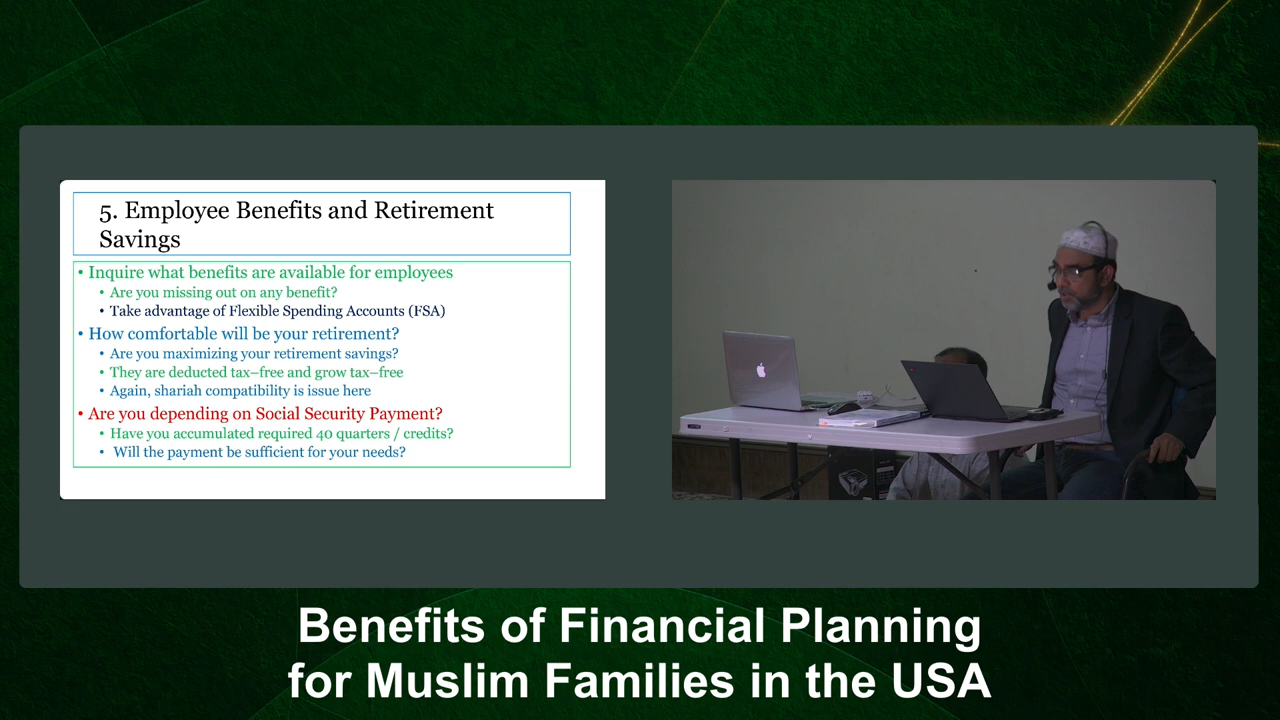 5. Employee Benefits and Retirement
Savings
• Inquire what benefits are available for employees
• Are you missing out on any benefit?
• Take advantage of Flexible Spending Accounts (FSA)
• How comfortable will be your retirement?
• Are you maximizing your retirement savings?
• They are deducted tax–free and grow tax–free
• Again, shariah compatibility is issue here
• Are you depending on Social Security Payment?
• Have you accumulated required 40 quarters / credits?
• Will the payment be sufficient for your needs?
Benefits of Financial Planning
for Muslim Families in the USA